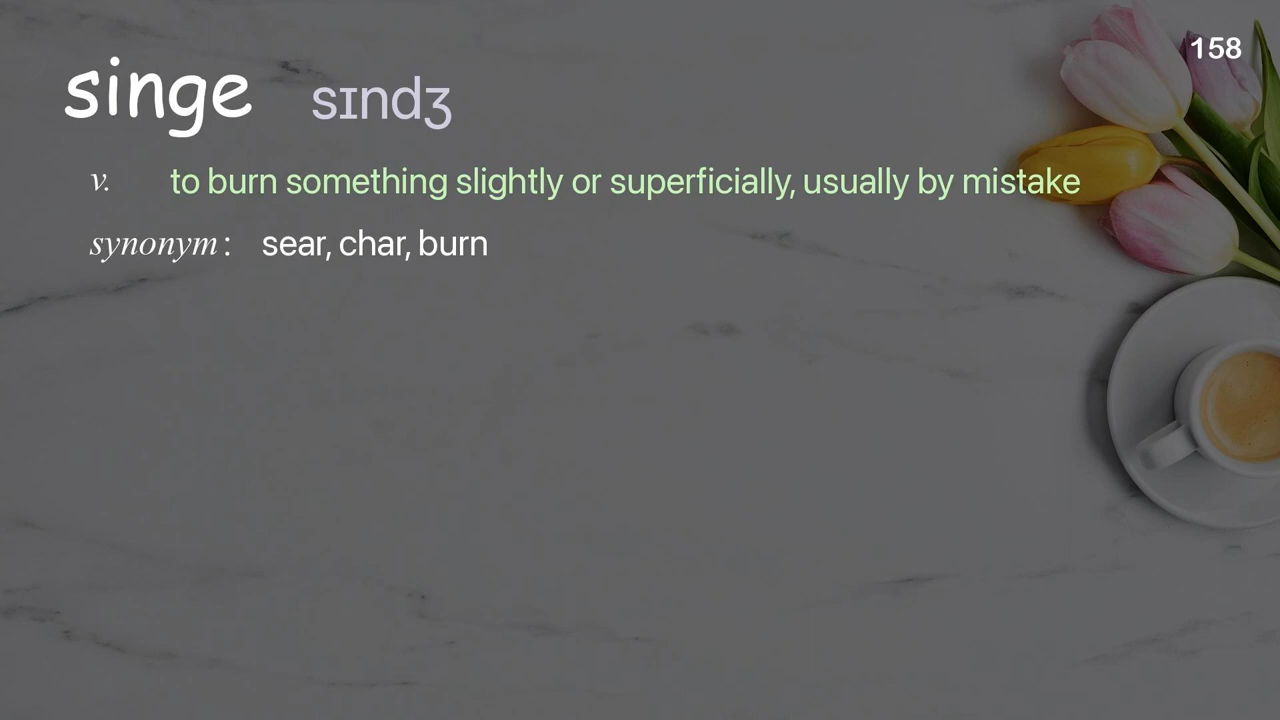 158
singe sɪndʒ
v. to burn something slightly or superficially, usually by mistake
synonym : sear, char, burn